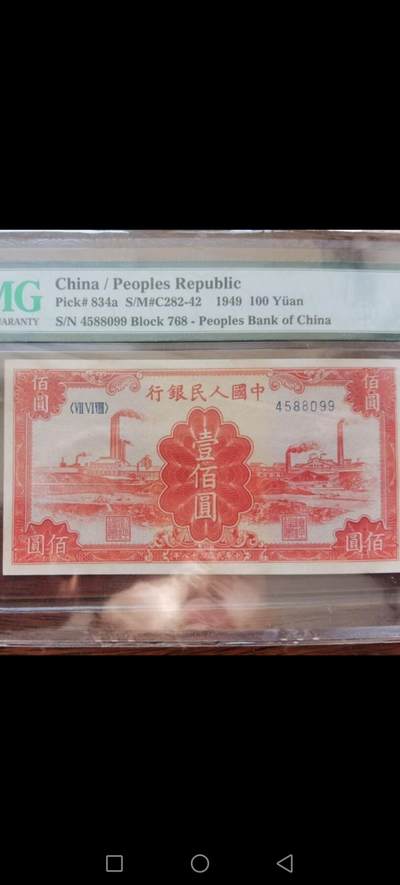 China / Peoples Republic
MG
Pick# 834a S/M#C282-42 1949 100 Yüan
UARANTY
S/N 4588099 Block 768 - Peoples Bank of China
佰圓
行銀民人國中
佰圓
〈VII VI VIII〉
4588099
壹佰圓
圓佰
圓佰